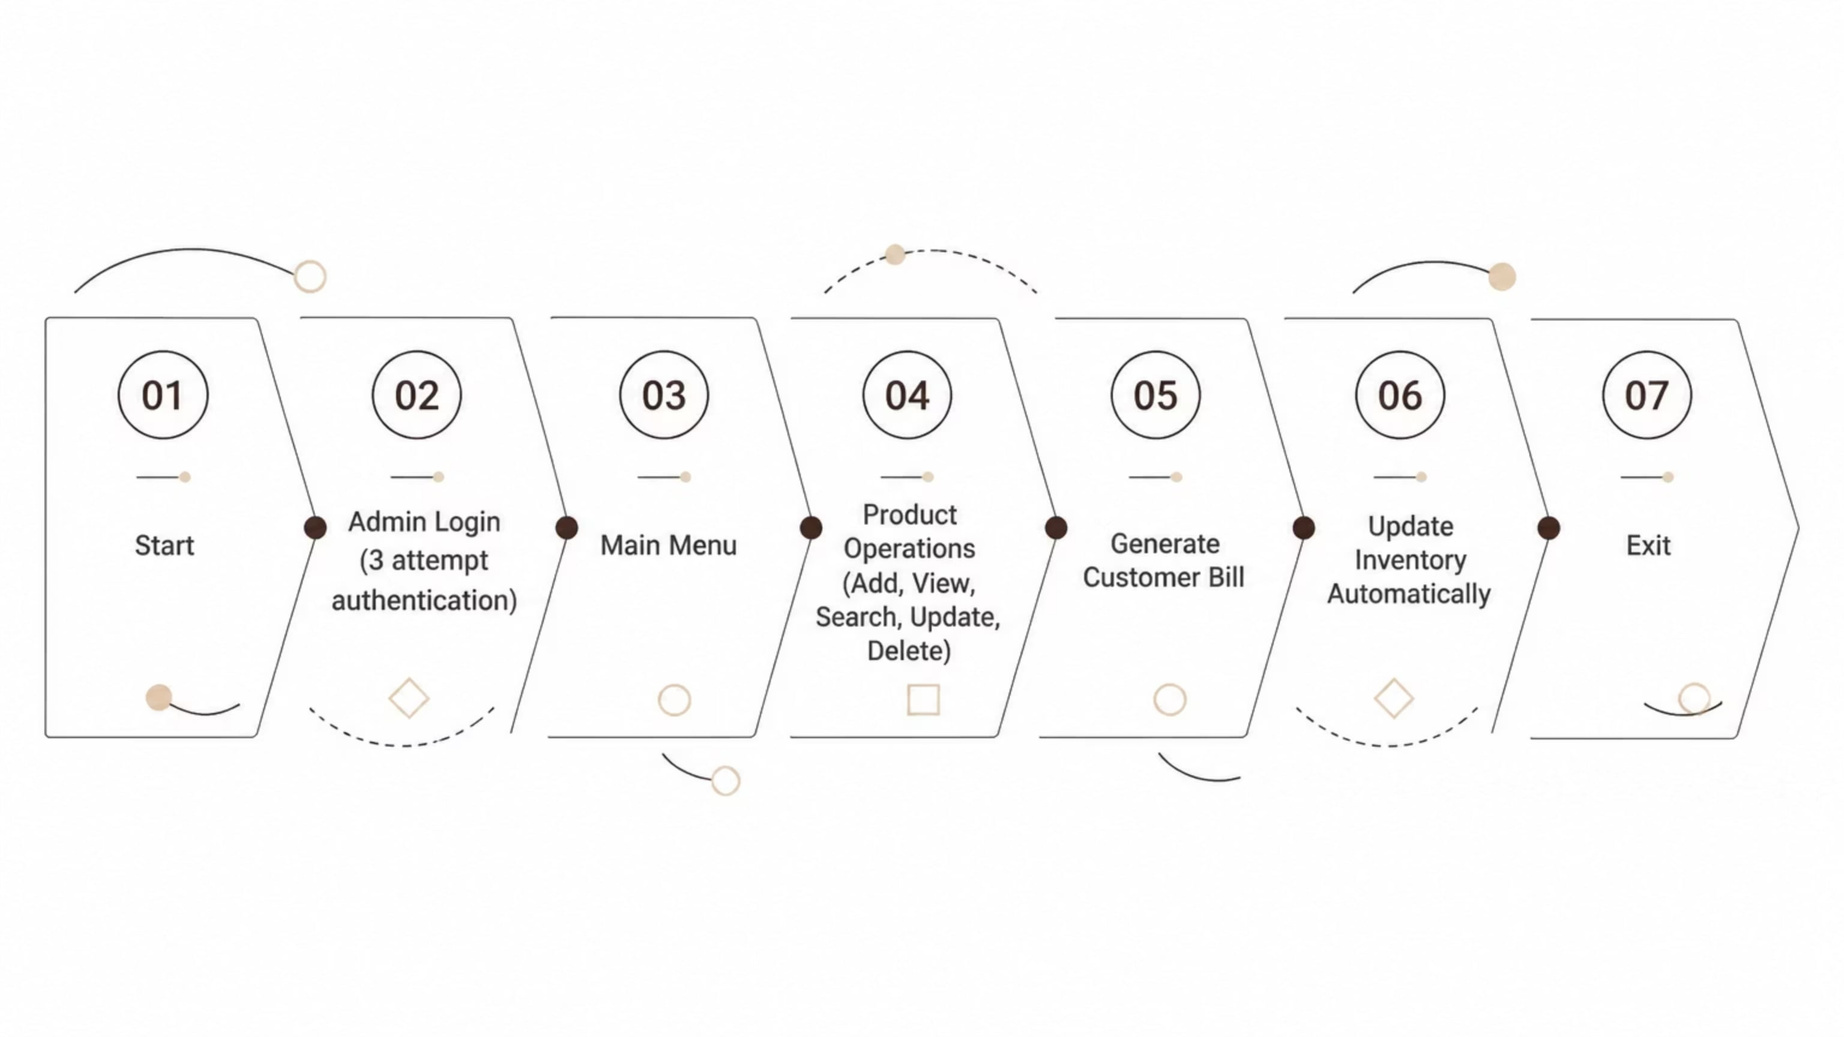 01
Start
02
Admin Login
(3 attempt
authentication)
03
Main Menu
04
Product
Operations
(Add, View,
Search, Update,
Delete)
05
Generate
Customer Bill
06
Update
Inventory
Automatically
07
Exit